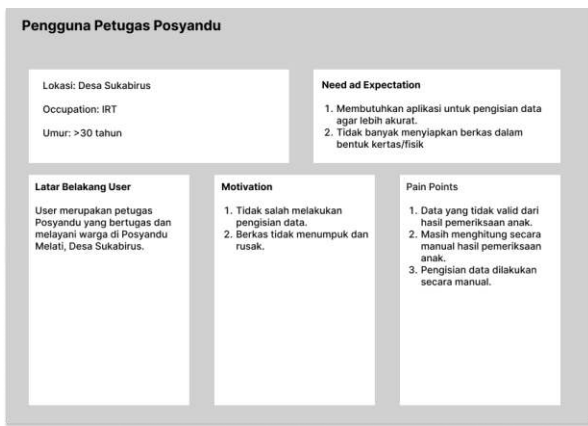 Pengguna Petugas Posyandu
Lokasi: Desa Sukabirus
Occupation: IRT
Umur: >30 tahun
Need ad Expectation
1. Membutuhkan aplikasi untuk pengisian data
agar lebih akurat.
2. Tidak banyak menyiapkan berkas dalam
bentuk kertas/fisik
Latar Belakang User
User merupakan petugas
Posyandu yang bertugas dan
melayani warga di Posyandu
Melati, Desa Sukabirus.
Motivation
1. Tidak salah melakukan
pengisian data.
2. Berkas tidak menumpuk dan
rusak.
Pain Points
1. Data yang tidak valid dari
hasil pemeriksaan anak.
2. Masih menghitung secara
manual hasil pemeriksaan
anak.
3. Pengisian data dilakukan
secara manual.